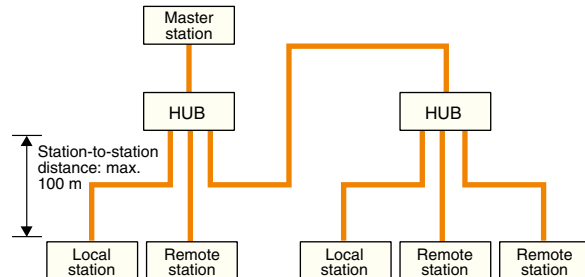 Master
station
HUB
HUB
Station-to-station
distance: max.
100 m
Local
station
Remote
station
Local
station
Remote
station
Remote
station